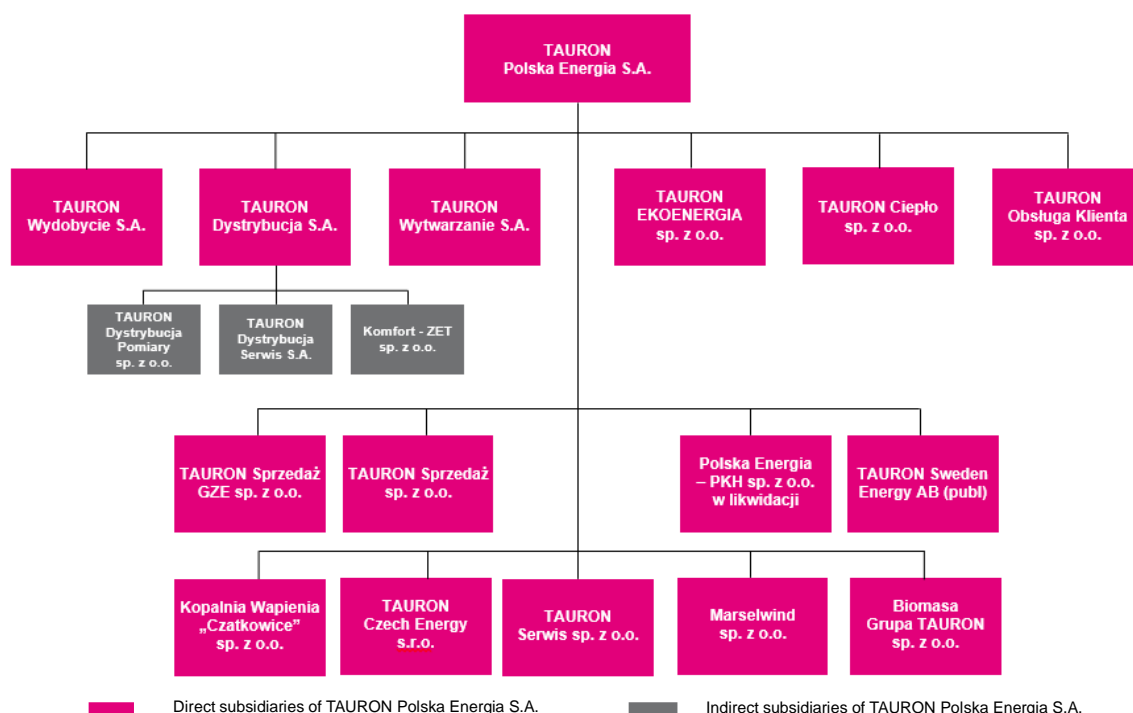 TAURON
Polska Energia S.A.
TAURON
Wydobycie S.A.
TAURON
Dystrybucja S.A.
TAURON
Wytwarzanie S.A.
TAURON
EKOENERGIA
sp. z o.o.
TAURON Ciepło
sp. z o.o.
TAURON
Obsługa Klienta
sp. z o.o.
TAURON
Dystrybucja
Pomiary
sp. z o.o.
TAURON
Dystrybucja
Serwis S.A.
Komfort - ZET
sp. z o.o.
TAURON Sprzedaż
GZE sp. z o.o.
TAURON Sprzedaż
sp. z o.o.
Polska Energia
– PKH sp. z o.o.
w likwidacji
TAURON Sweden
Energy AB (publ)
Kopalnia Wapienia
„Czatkowice”
sp. z o.o.
TAURON
Czech Energy
s.r.o.
TAURON
Serwis sp. z o.o.
Marselwind
sp. z o.o.
Biomasa
Grupa TAURON
sp. z o.o.
Direct subsidiaries of TAURON Polska Energia S.A.
Indirect subsidiaries of TAURON Polska Energia S.A.